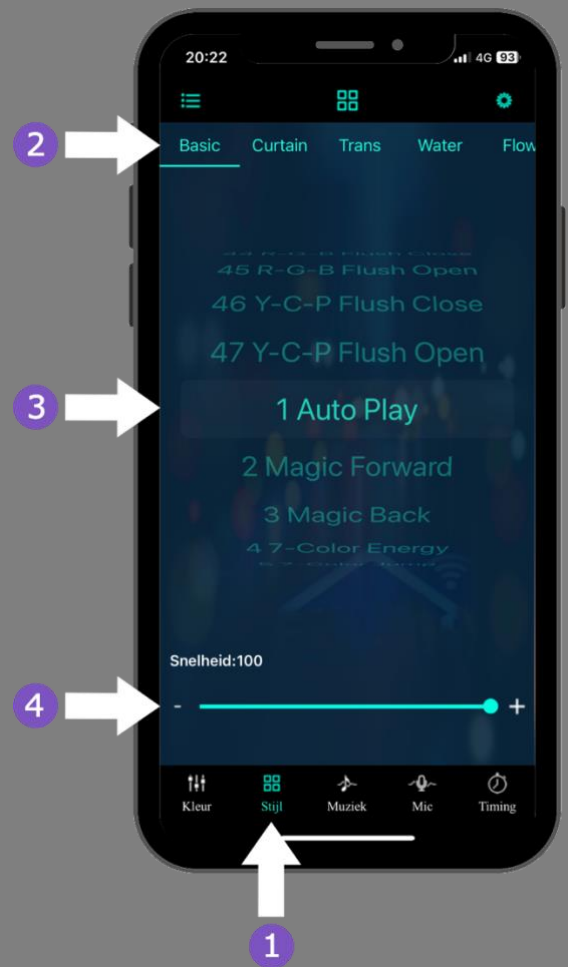 20:22
4G 93
2
Basic Curtain Trans Water Flow
45 R-G-B Flush Open
46 Y-C-P Flush Close
47 Y-C-P Flush Open
3
1 Auto Play
2 Magic Forward
3 Magic Back
4 7-Color Energy
Snelheid:100
4
- +
Kleur Stijl Muziek Mic Timing
1